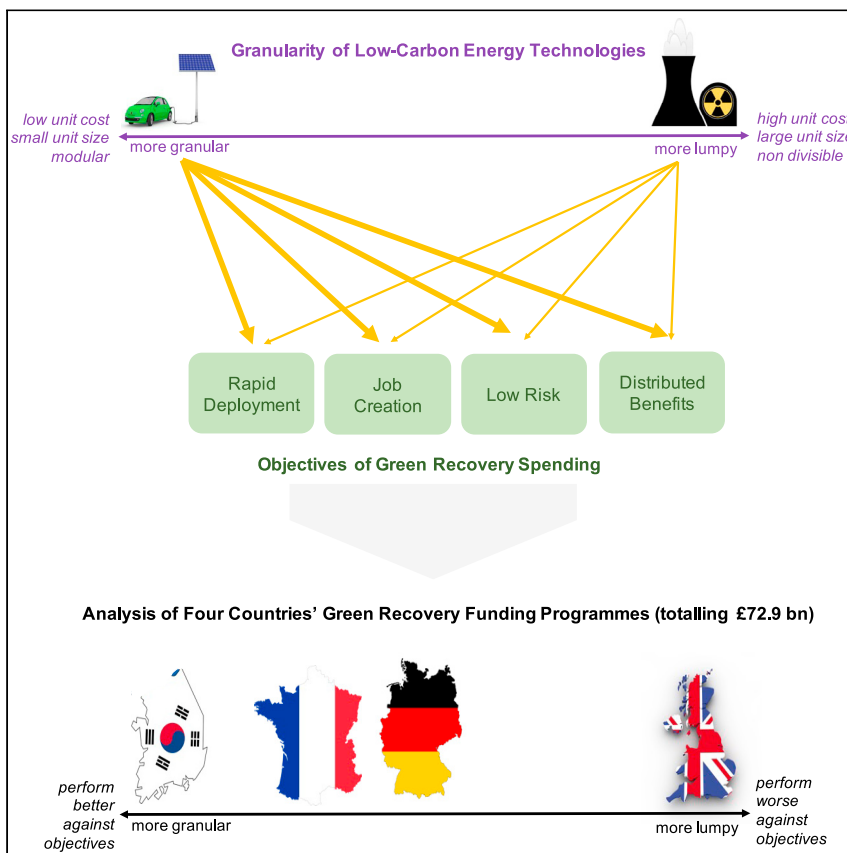 Granularity of Low-Carbon Energy Technologies
low unit cost
small unit size
modular
high unit cost
large unit size
non divisible
more granular
more lumpy
Rapid
Deployment
Job
Creation
Low Risk
Distributed
Benefits
Objectives of Green Recovery Spending
Analysis of Four Countries' Green Recovery Funding Programmes (totalling £72.9 bn)
perform
better
against
objectives
more granular
more lumpy
perform
worse
against
objectives